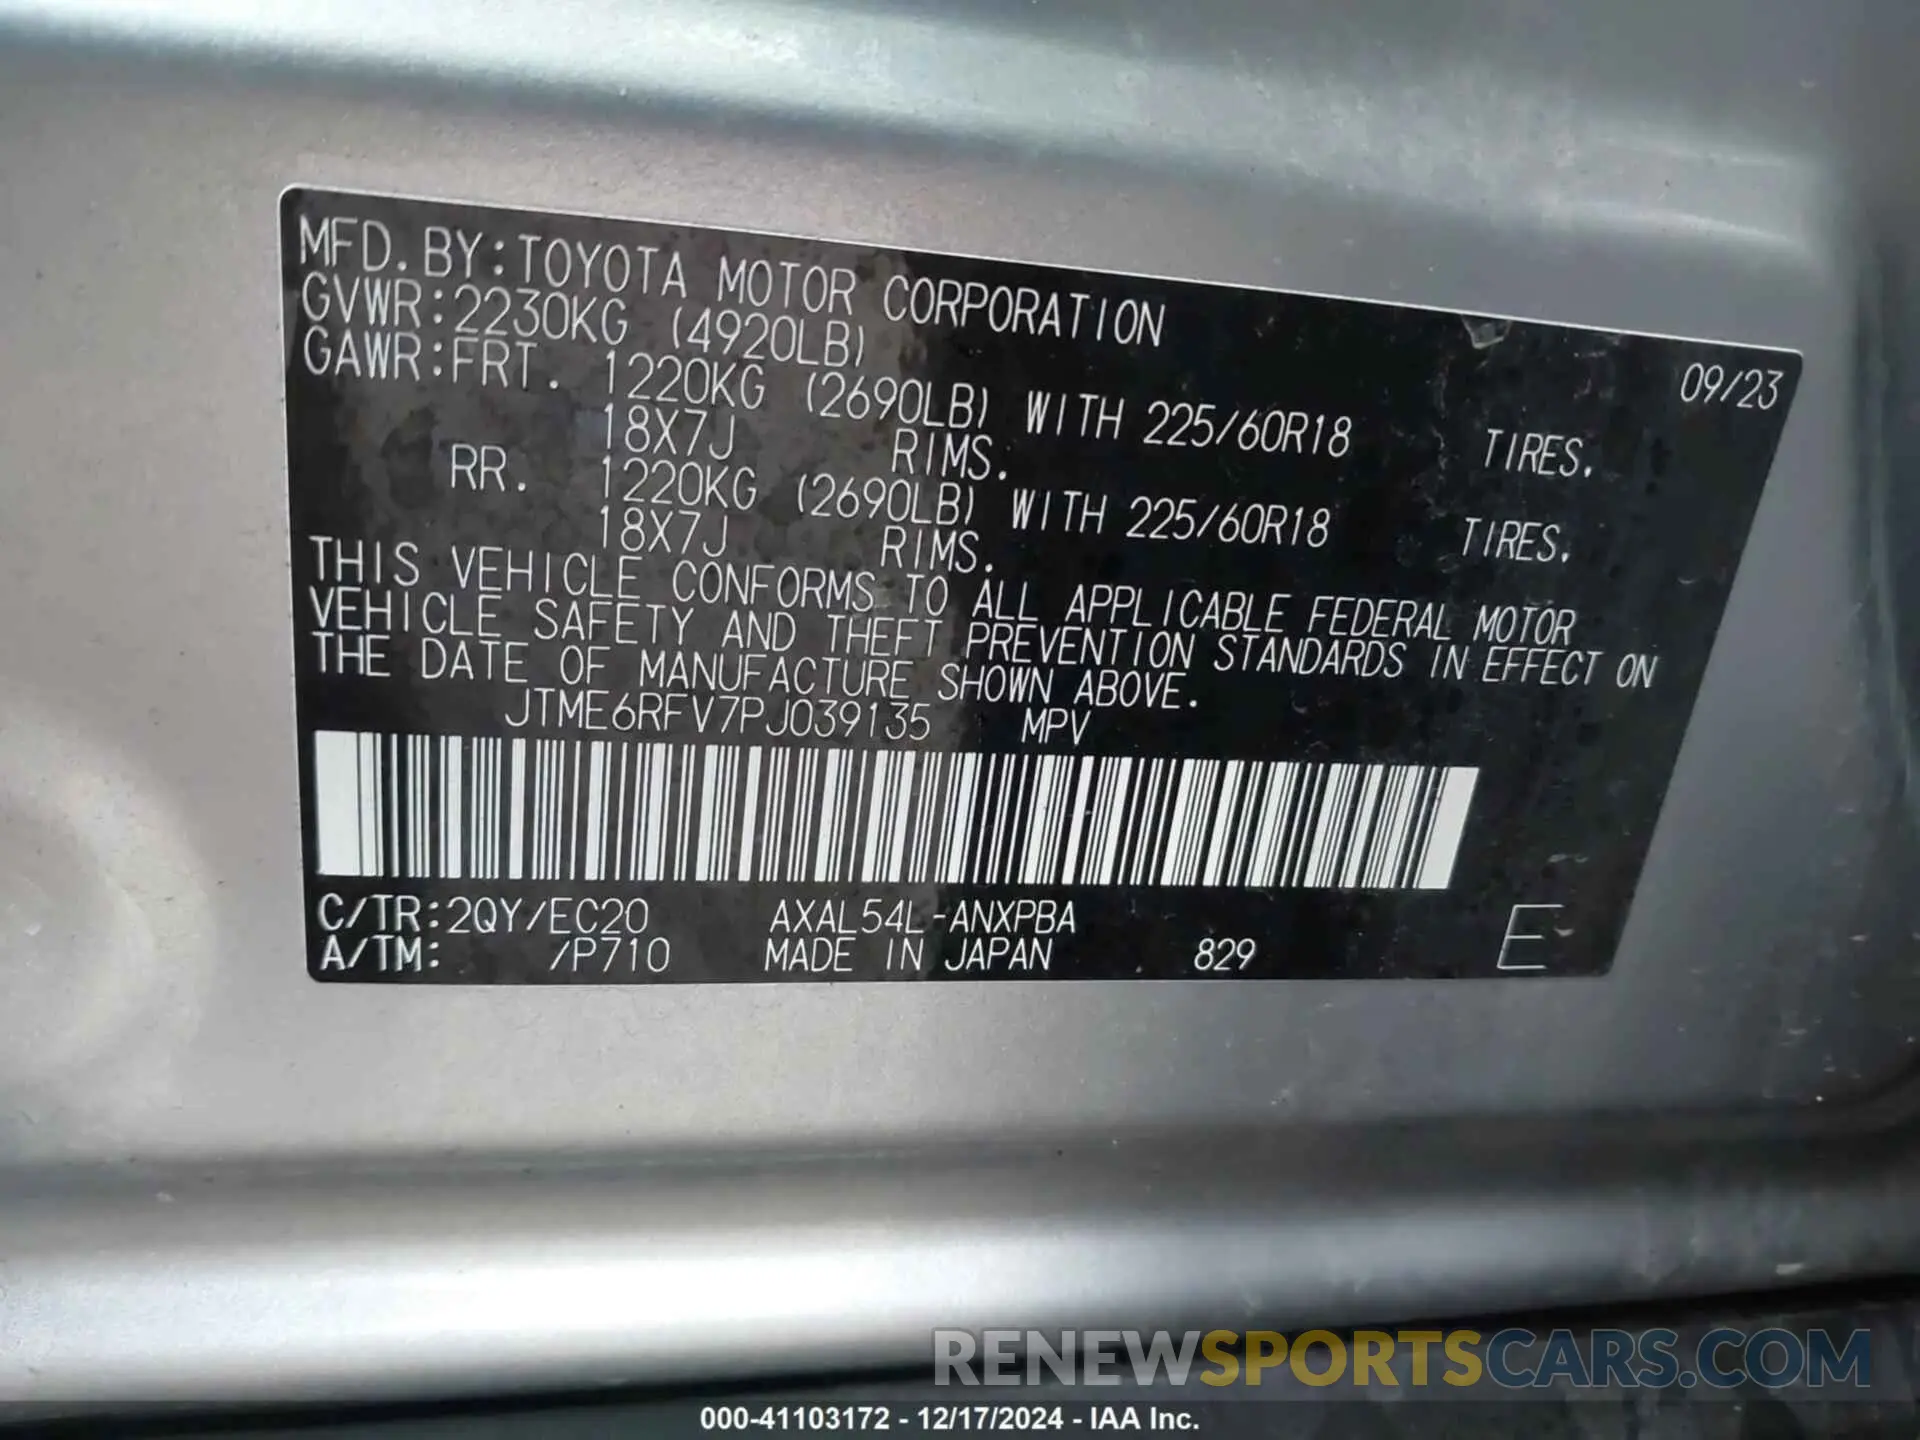 MFD. BY: TOYOTA MOTOR CORPORATION 09/23
GVWR: 2230KG (4920LB)
GAWR: FRT. 1220KG (2690LB) WITH 225/60R18 TIRES.
18X7J RIMS.
RR. 1220KG (2690LB) WITH 225/60R18 TIRES.
18X7J RIMS.
THIS VEHICLE CONFORMS TO ALL APPLICABLE FEDERAL MOTOR
VEHICLE SAFETY AND THEFT PREVENTION STANDARDS IN EFFECT ON
THE DATE OF MANUFACTURE SHOWN ABOVE.
JTME6RFV7PJ039135 MPV
C/TR: 2QY/EC20 AXAL54L-ANXPBA
A/TM: /P710 MADE IN JAPAN 829 E
RENEWSPORTSCARS.COM
000-41103172 - 12/17/2024 - IAA Inc.